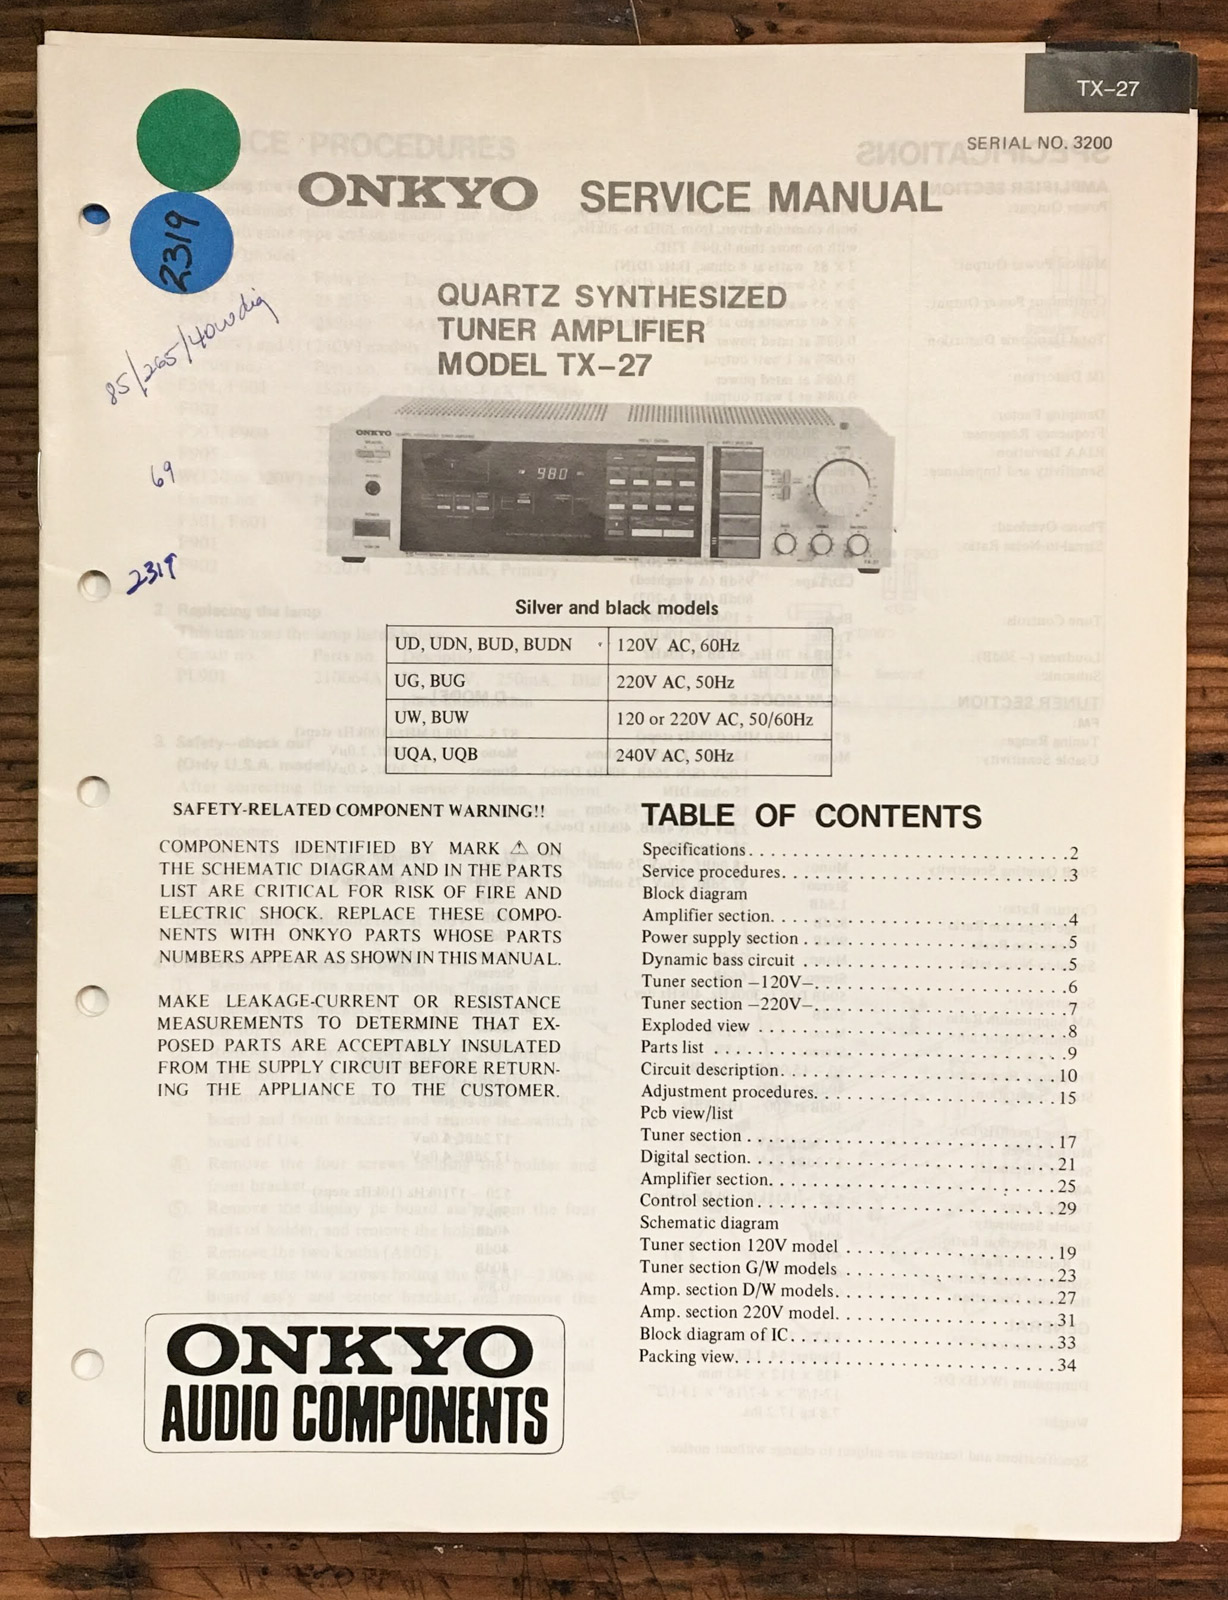 TX-27
SERIAL NO. 3200
ONKYO SERVICE MANUAL
2319
85/265/40wdig
69
2319
QUARTZ SYNTHESIZED
TUNER AMPLIFIER
MODEL TX-27
ONKYO
98.0
Silver and black models
UD, UDN, BUD, BUDN 120V AC, 60Hz
UG, BUG 220V AC, 50Hz
UW, BUW 120 or 220V AC, 50/60Hz
UQA, UQB 240V AC, 50Hz
SAFETY-RELATED COMPONENT WARNING!!
COMPONENTS IDENTIFIED BY MARK ⚠ ON
THE SCHEMATIC DIAGRAM AND IN THE PARTS
LIST ARE CRITICAL FOR RISK OF FIRE AND
ELECTRIC SHOCK. REPLACE THESE COMPO-
NENTS WITH ONKYO PARTS WHOSE PARTS
NUMBERS APPEAR AS SHOWN IN THIS MANUAL.
MAKE LEAKAGE-CURRENT OR RESISTANCE
MEASUREMENTS TO DETERMINE THAT EX-
POSED PARTS ARE ACCEPTABLY INSULATED
FROM THE SUPPLY CIRCUIT BEFORE RETURN-
ING THE APPLIANCE TO THE CUSTOMER.
TABLE OF CONTENTS
Specifications. . . . . . . . . . . . . . . . . . . . . . . . . . . . .2
Service procedures. . . . . . . . . . . . . . . . . . . . . . . . . .3
Block diagram
Amplifier section. . . . . . . . . . . . . . . . . . . . . . . . . . .4
Power supply section . . . . . . . . . . . . . . . . . . . . . . . .5
Dynamic bass circuit . . . . . . . . . . . . . . . . . . . . . . . .5
Tuner section –120V–. . . . . . . . . . . . . . . . . . . . . . .6
Tuner section –220V–. . . . . . . . . . . . . . . . . . . . . . .7
Exploded view . . . . . . . . . . . . . . . . . . . . . . . . . . . .8
Parts list . . . . . . . . . . . . . . . . . . . . . . . . . . . . . . . .9
Circuit description. . . . . . . . . . . . . . . . . . . . . . . . . 10
Adjustment procedures. . . . . . . . . . . . . . . . . . . . . . 15
Pcb view/list
Tuner section . . . . . . . . . . . . . . . . . . . . . . . . . . . . 17
Digital section. . . . . . . . . . . . . . . . . . . . . . . . . . . . 21
Amplifier section. . . . . . . . . . . . . . . . . . . . . . . . . . 25
Control section. . . . . . . . . . . . . . . . . . . . . . . . . . . 29
Schematic diagram
Tuner section 120V model . . . . . . . . . . . . . . . . . . . 19
Tuner section G/W models . . . . . . . . . . . . . . . . . . . 23
Amp. section D/W models. . . . . . . . . . . . . . . . . . . . 27
Amp. section 220V model. . . . . . . . . . . . . . . . . . . . 31
Block diagram of IC. . . . . . . . . . . . . . . . . . . . . . . . 33
Packing view. . . . . . . . . . . . . . . . . . . . . . . . . . . . . 34
ONKYO
AUDIO COMPONENTS